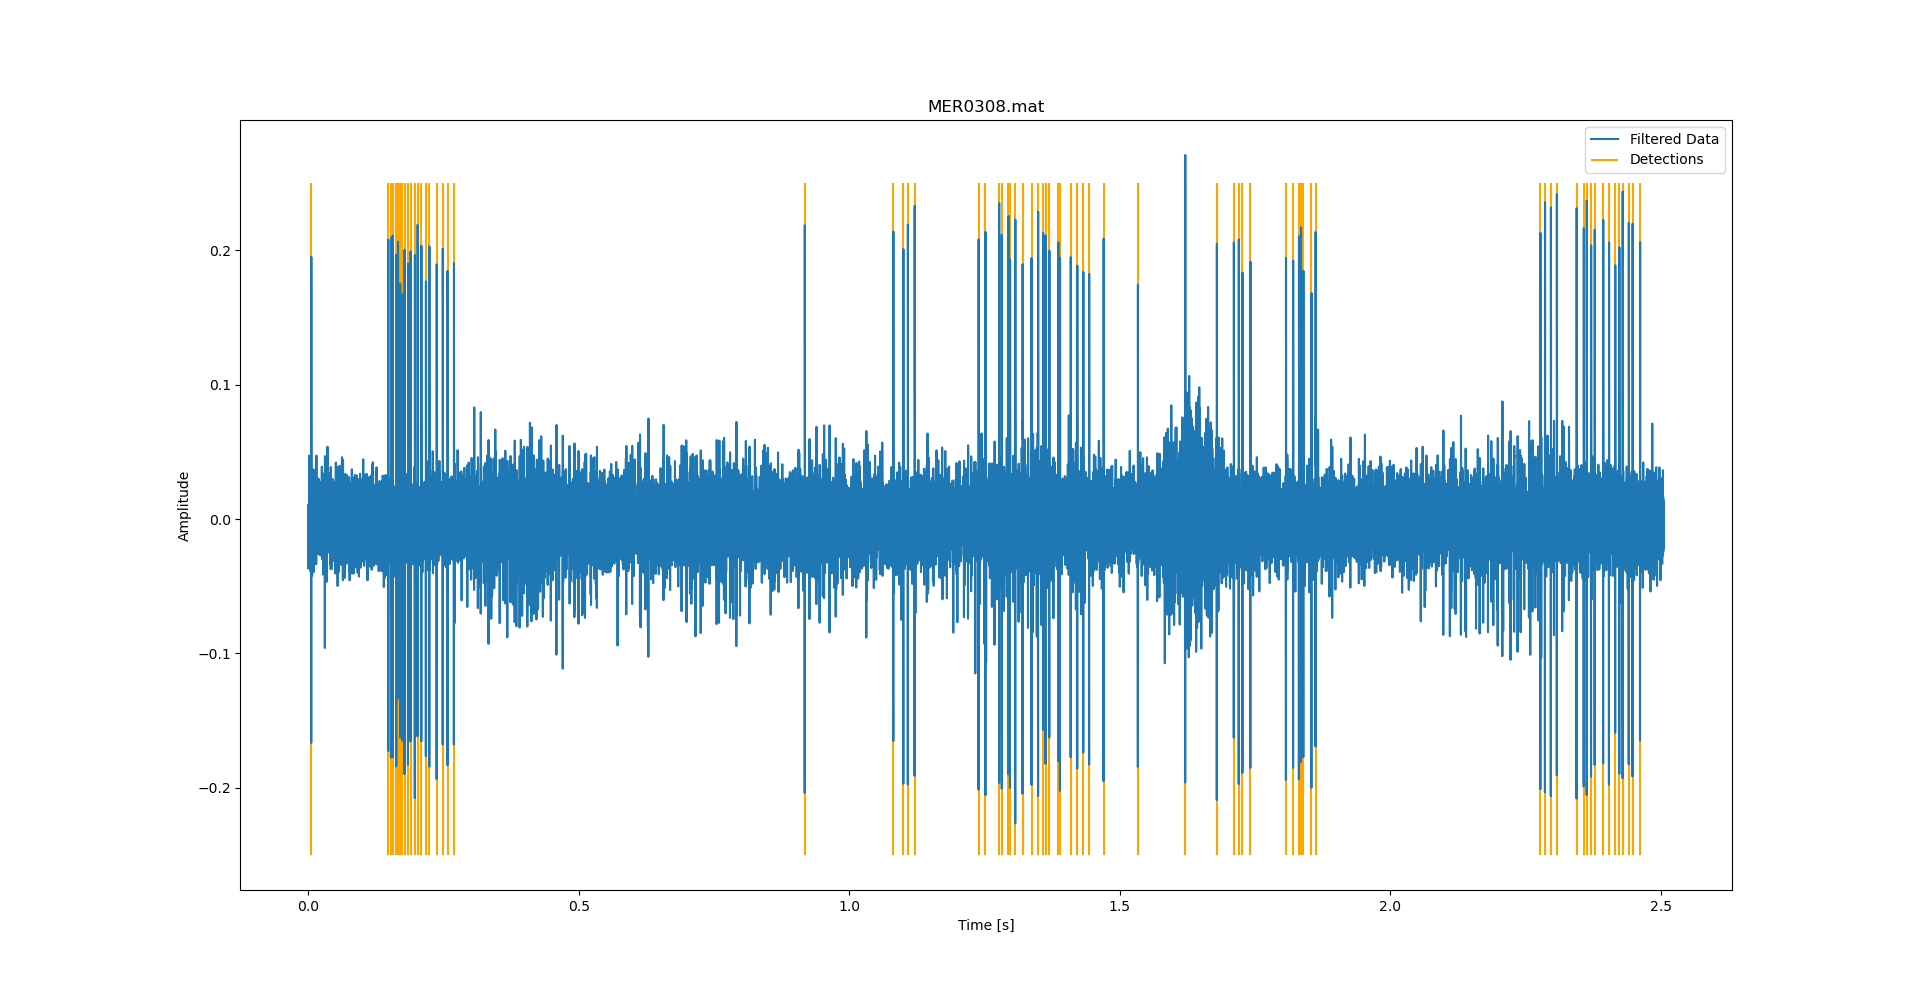 MER0308.mat
Filtered Data
Detections
Amplitude
0.2
0.1
0.0
−0.1
−0.2
0.0 0.5 1.0 1.5 2.0 2.5
Time [s]